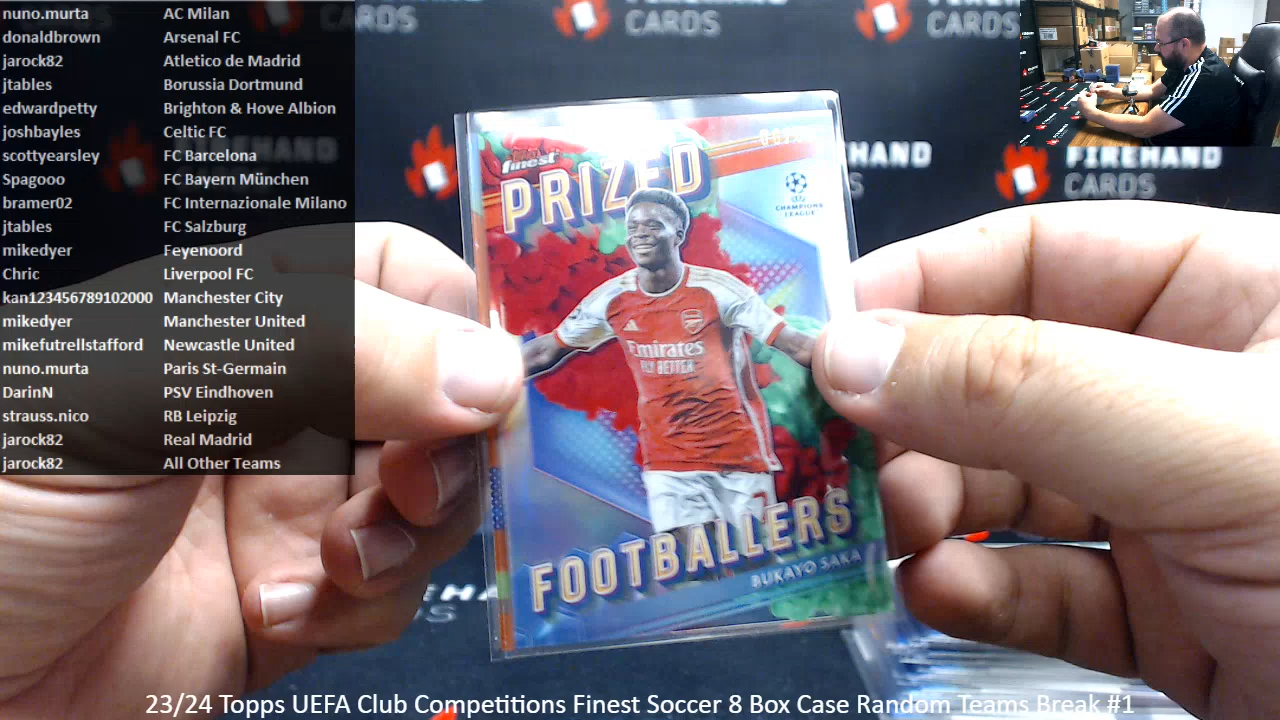 nuno.murta AC Milan
donaldbrown Arsenal FC
jarock82 Atletico de Madrid
jtables Borussia Dortmund
edwardpetty Brighton & Hove Albion
joshbayles Celtic FC
scottyearsley FC Barcelona
Spagooo FC Bayern München
bramer02 FC Internazionale Milano
jtables FC Salzburg
mikedyer Feyenoord
Chric Liverpool FC
kan123456789102000 Manchester City
mikedyer Manchester United
mikefutrellstafford Newcastle United
nuno.murta Paris St-Germain
DarinN PSV Eindhoven
strauss.nico RB Leipzig
jarock82 Real Madrid
jarock82 All Other Teams
CARDS
FIREHAND
CARDS
CARDS
FIREHAND
CARDS
finest
PRIZED
CHAMPIONS
LEAGUE
Emirates
FLY BETTER
FOOTBALLERS
BUKAYO SAKA
23/24 Topps UEFA Club Competitions Finest Soccer 8 Box Case Random Teams Break #1